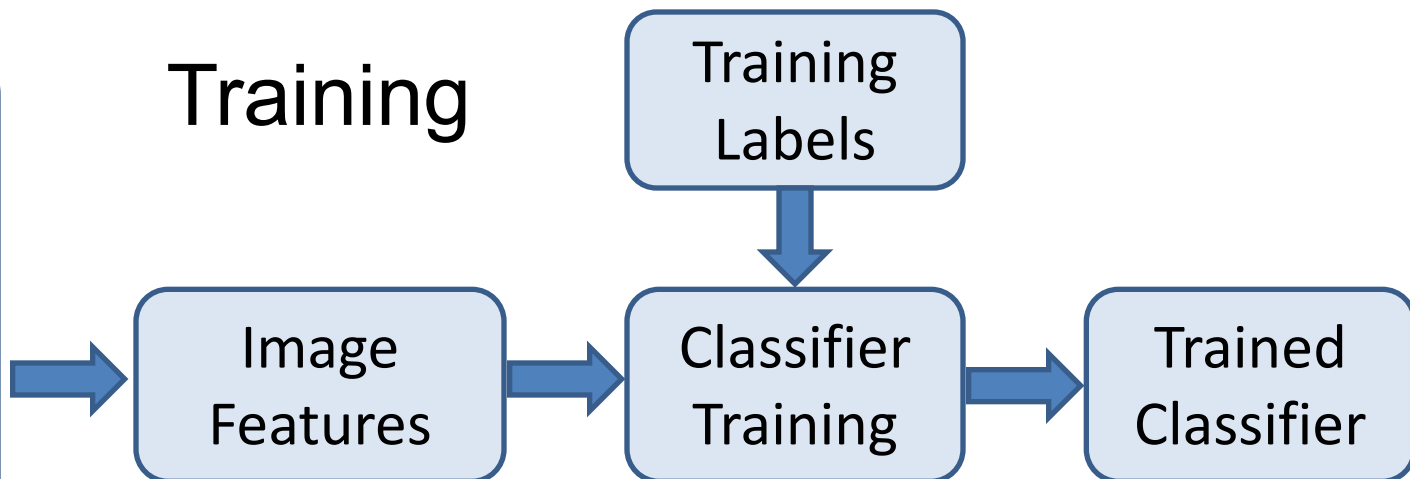 Training
Training
Labels
Image
Features
Classifier
Training
Trained
Classifier